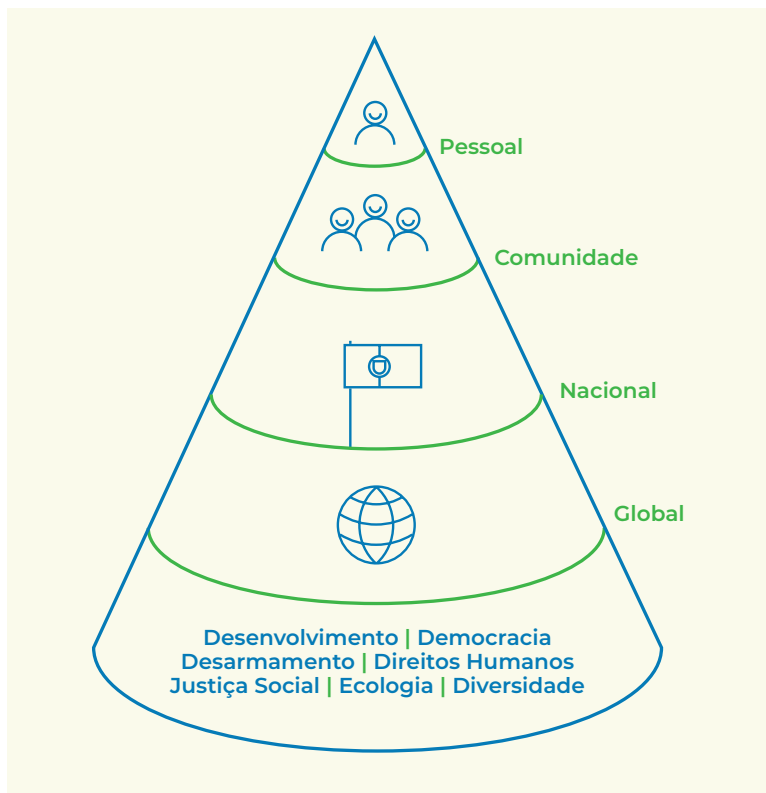 Pessoal
Comunidade
Nacional
Global
Desenvolvimento | Democracia
Desarmamento | Direitos Humanos
Justiça Social | Ecologia | Diversidade